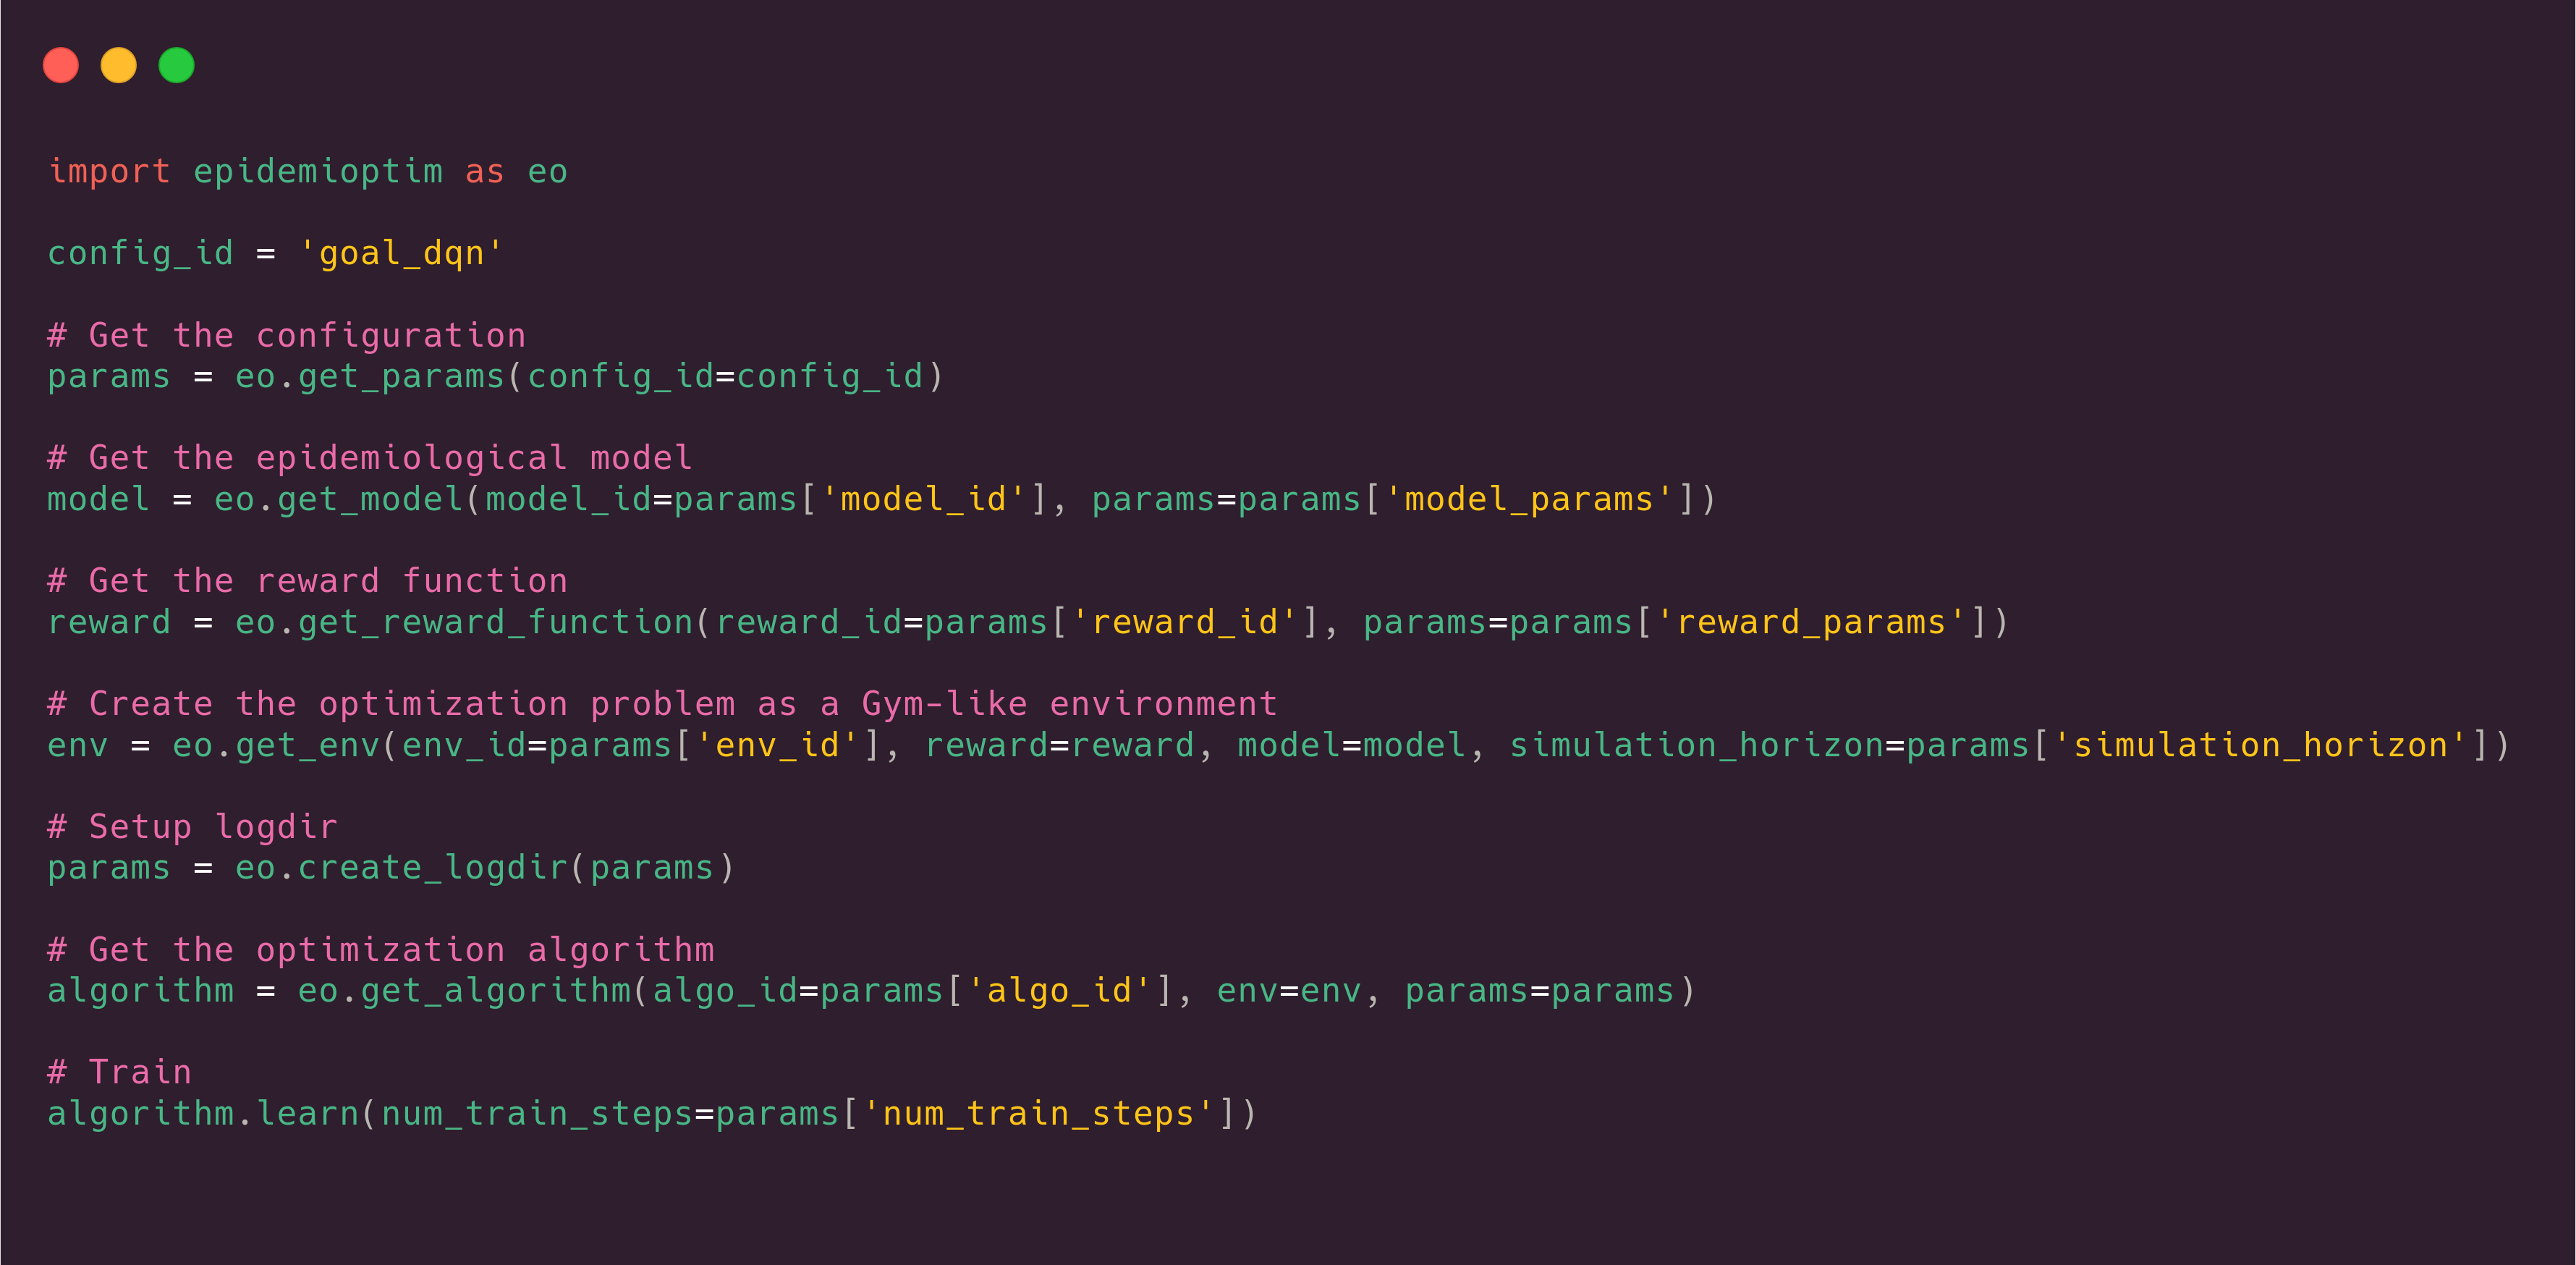 import epidemioptim as eo
config_id = 'goal_dqn'
# Get the configuration
params = eo.get_params(config_id=config_id)
# Get the epidemiological model
model = eo.get_model(model_id=params['model_id'], params=params['model_params'])
# Get the reward function
reward = eo.get_reward_function(reward_id=params['reward_id'], params=params['reward_params'])
# Create the optimization problem as a Gym-like environment
env = eo.get_env(env_id=params['env_id'], reward=reward, model=model, simulation_horizon=params['simulation_horizon'])
# Setup logdir
params = eo.create_logdir(params)
# Get the optimization algorithm
algorithm = eo.get_algorithm(algo_id=params['algo_id'], env=env, params=params)
# Train
algorithm.learn(num_train_steps=params['num_train_steps'])